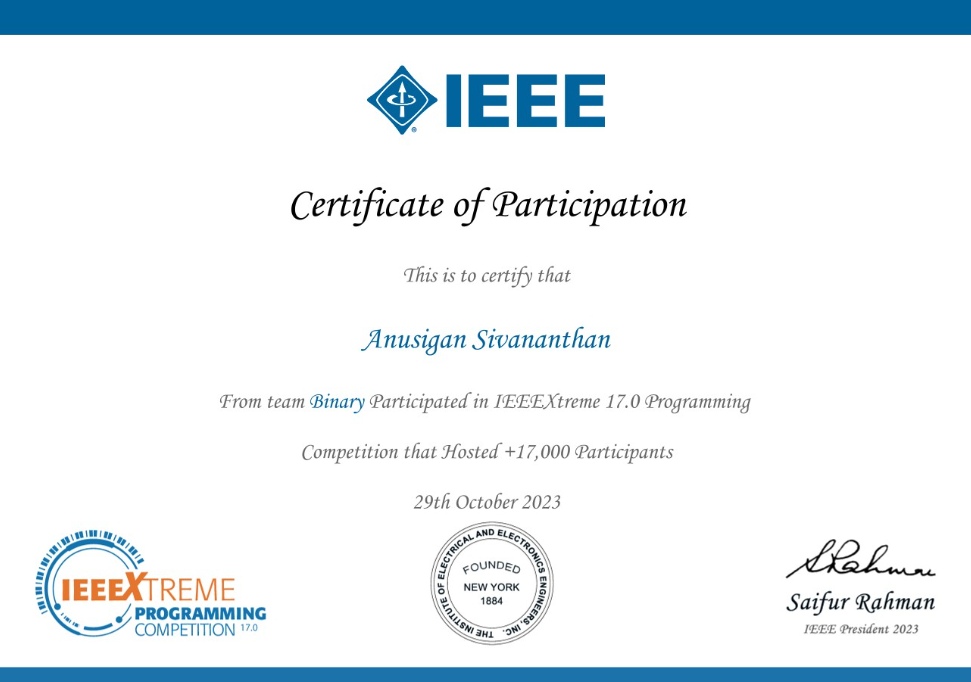 IEEE
®
Certificate of Participation
This is to certify that
Anusigan Sivananthan
From team Binary Participated in IEEEXtreme 17.0 Programming
Competition that Hosted +17,000 Participants
29th October 2023
IEEEXTREME
PROGRAMMING
COMPETITION 17.0
THE INSTITUTE OF ELECTRICAL AND ELECTRONICS ENGINEERS, INC.
FOUNDED
NEW YORK
1884
SRahman
Saifur Rahman
IEEE President 2023